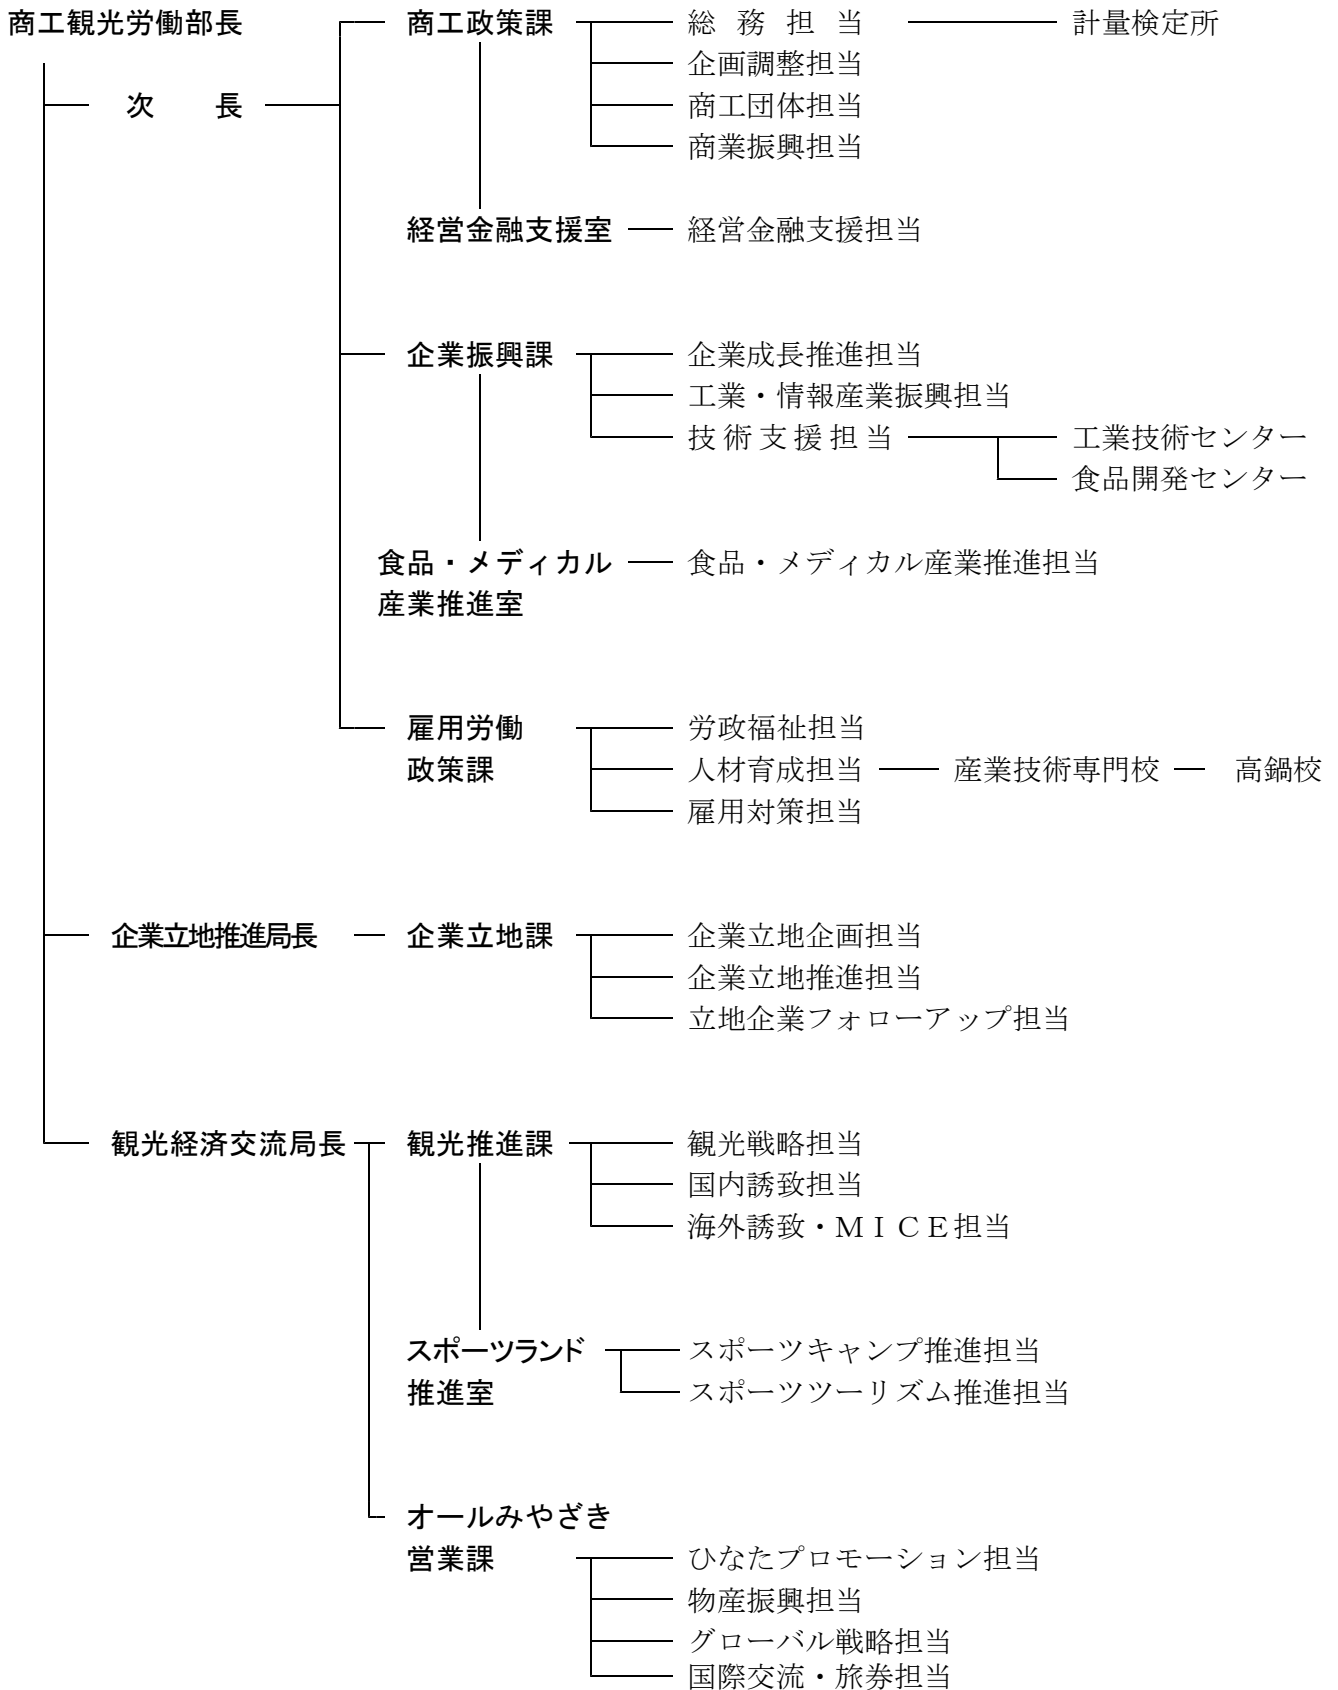 商工観光労働部長 商工政策課 総務担当 計量検定所
企画調整担当
次 長 商工団体担当
商業振興担当
経営金融支援室 経営金融支援担当
企業振興課 企業成長推進担当
工業・情報産業振興担当
技術支援担当 工業技術センター
食品開発センター
食品・メディカル 食品・メディカル産業推進担当
産業推進室
雇用労働 労政福祉担当
政策課 人材育成担当 産業技術専門校 高鍋校
雇用対策担当
企業立地推進局長 企業立地課 企業立地企画担当
企業立地推進担当
立地企業フォローアップ担当
観光経済交流局長 観光推進課 観光戦略担当
国内誘致担当
海外誘致・ＭＩＣＥ担当
スポーツランド スポーツキャンプ推進担当
推進室 スポーツツーリズム推進担当
オールみやざき
営業課 ひなたプロモーション担当
物産振興担当
グローバル戦略担当
国際交流・旅券担当